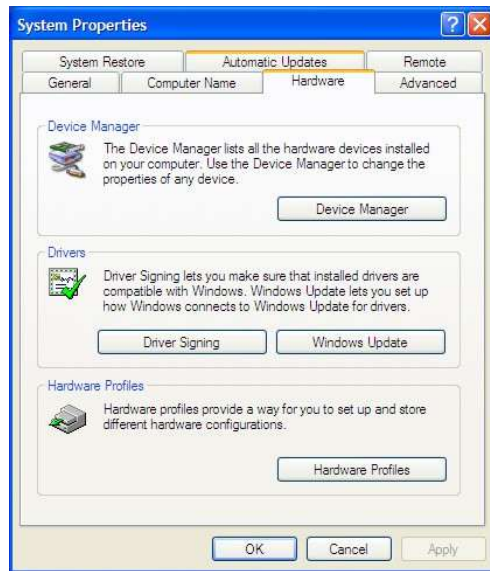 System Properties
System Restore
Automatic Updates
Remote
General
Computer Name
Hardware
Advanced
Device Manager
The Device Manager lists all the hardware devices installed
on your computer. Use the Device Manager to change the
properties of any device.
Device Manager
Drivers
Driver Signing lets you make sure that installed drivers are
compatible with Windows. Windows Update lets you set up
how Windows connects to Windows Update for drivers.
Driver Signing
Windows Update
Hardware Profiles
Hardware profiles provide a way for you to set up and store
different hardware configurations.
Hardware Profiles
OK
Cancel
Apply